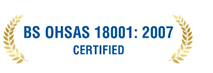 BS OHSAS 18001: 2007
CERTIFIED